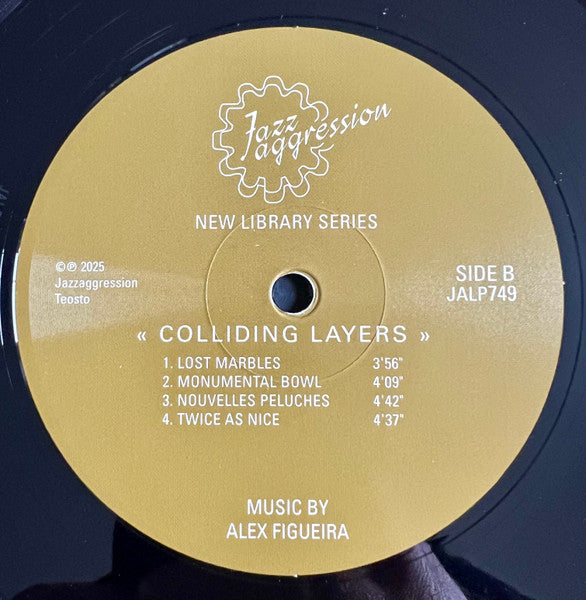 Jazz
aggression
NEW LIBRARY SERIES
©℗ 2025
Jazzaggression
Teosto
SIDE B
JALP749
« COLLIDING LAYERS »
1. LOST MARBLES 3'56"
2. MONUMENTAL BOWL 4'09"
3. NOUVELLES PELUCHES 4'42"
4. TWICE AS NICE 4'37"
MUSIC BY
ALEX FIGUEIRA